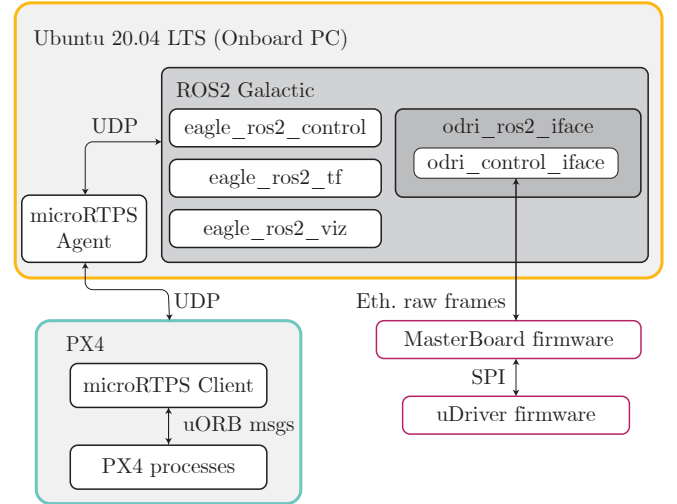 Ubuntu 20.04 LTS (Onboard PC)
ROS2 Galactic
UDP
eagle_ros2_control
odri_ros2_iface
odri_control_iface
eagle_ros2_tf
microRTPS
Agent
eagle_ros2_viz
UDP
Eth. raw frames
PX4
MasterBoard firmware
microRTPS Client
SPI
uDriver firmware
uORB msgs
PX4 processes